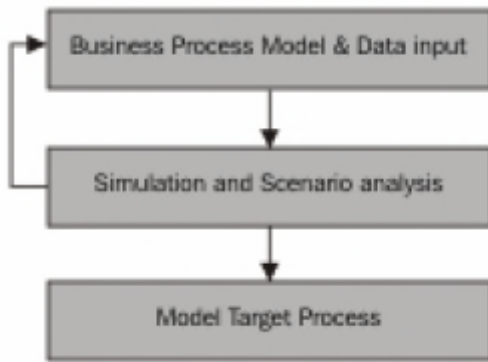 Business Process Model & Data input
Simulation and Scenario analysis
Model Target Process